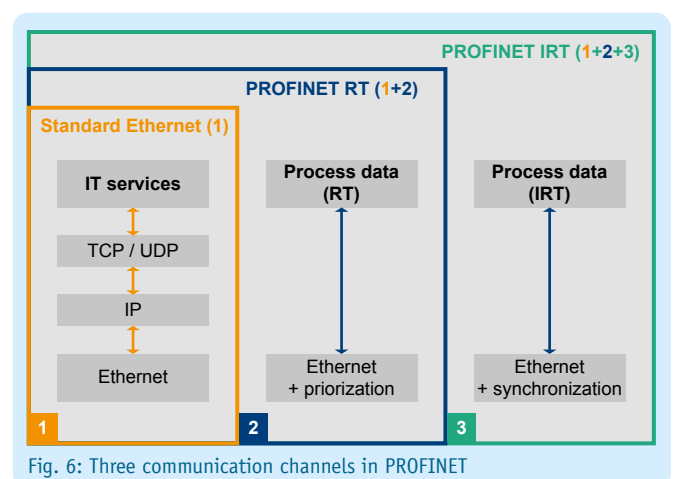 PROFINET IRT (1+2+3)
PROFINET RT (1+2)
Standard Ethernet (1)
IT services
TCP / UDP
IP
Ethernet
1
Process data
(RT)
Ethernet
+ priorization
2
Process data
(IRT)
Ethernet
+ synchronization
3
Fig. 6: Three communication channels in PROFINET